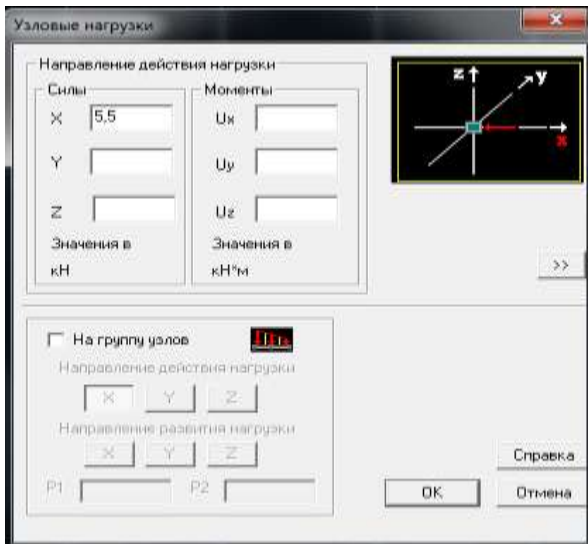 Узловые нагрузки
Направление действия нагрузки
Силы
Моменты
X 5,5
Ux
Y
Uy
Z
Uz
Значения в
кН
Значения в
кН*м
z
y
x
>>
На группу узлов
Направление действия нагрузки
X Y Z
Направление развития нагрузки
X Y Z
P1 P2
Справка
OK
Отмена